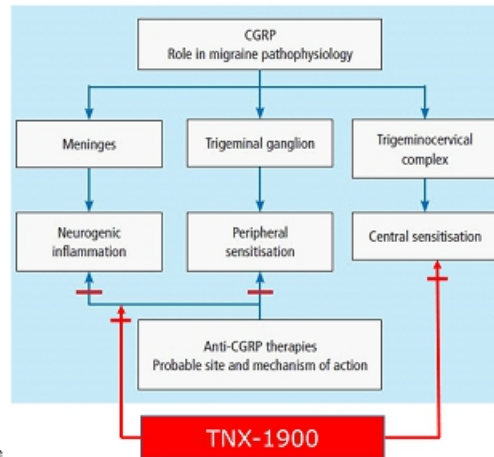 CGRP
Role in migraine pathophysiology
Meninges
Trigeminal ganglion
Trigeminocervical
complex
Neurogenic
inflammation
Peripheral
sensitisation
Central sensitisation
Anti-CGRP therapies
Probable site and mechanism of action
TNX-1900